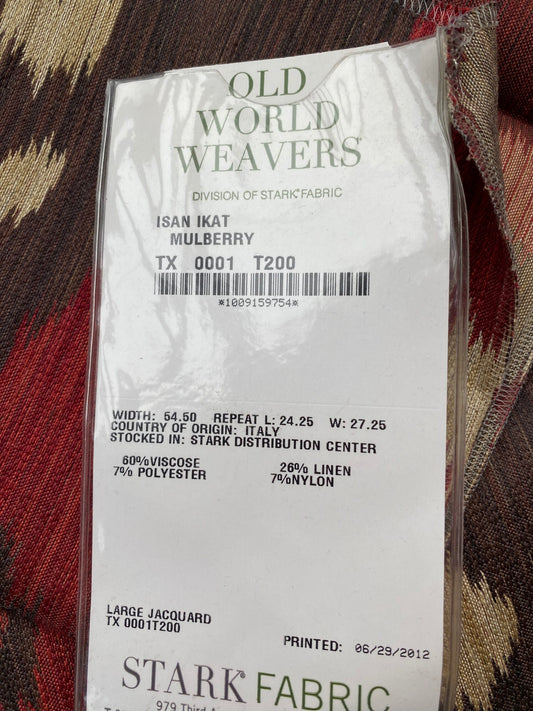 OLD
WORLD
WEAVERS®
DIVISION OF STARK® FABRIC
ISAN IKAT
MULBERRY
TX 0001 T200
*1009159754*
WIDTH: 54.50 REPEAT L: 24.25 W: 27.25
COUNTRY OF ORIGIN: ITALY
STOCKED IN: STARK DISTRIBUTION CENTER
60%VISCOSE 26% LINEN
7% POLYESTER 7%NYLON
LARGE JACQUARD
TX 0001T200
PRINTED: 06/29/2012
STARK® FABRIC
979 Third